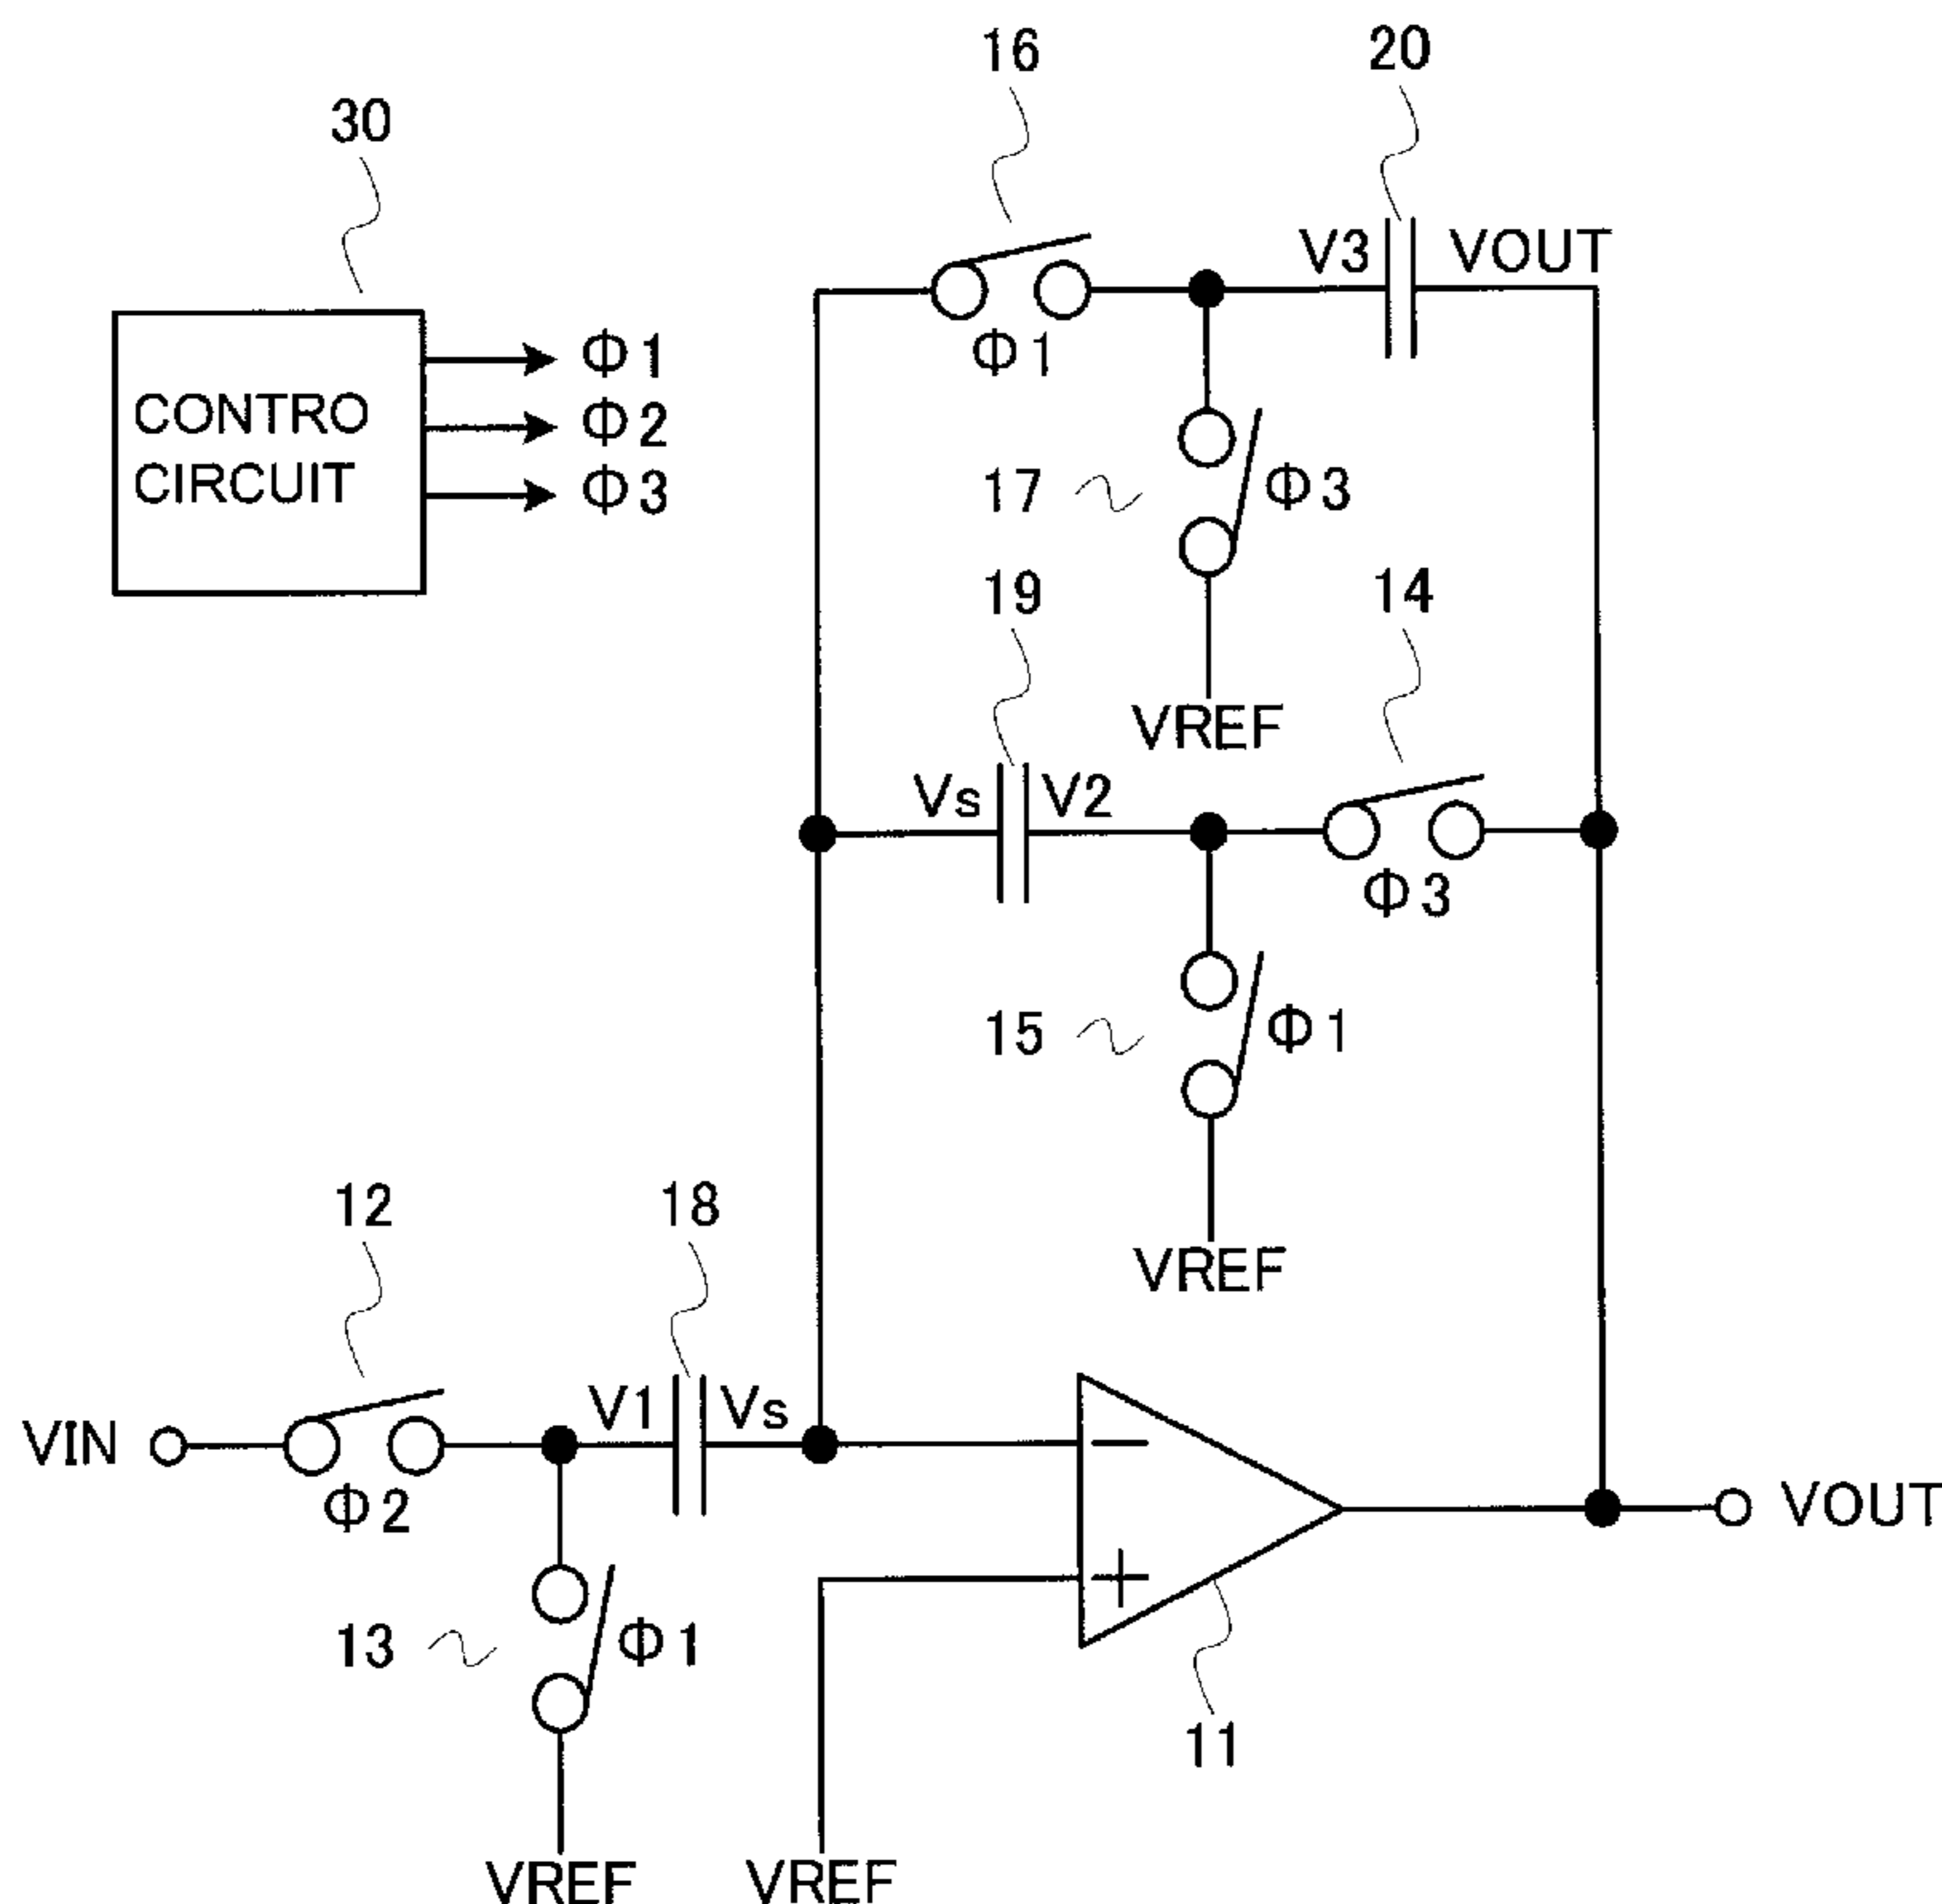 16
20
30
V3
VOUT
Φ1
Φ1
CONTRO
Φ2
CIRCUIT
Φ3
17
Φ3
19
14
VREF
Vs
V2
Φ3
15
Φ1
12
18
VREF
V1
Vs
VIN
Φ2
VOUT
13
Φ1
11
VREF
VREF